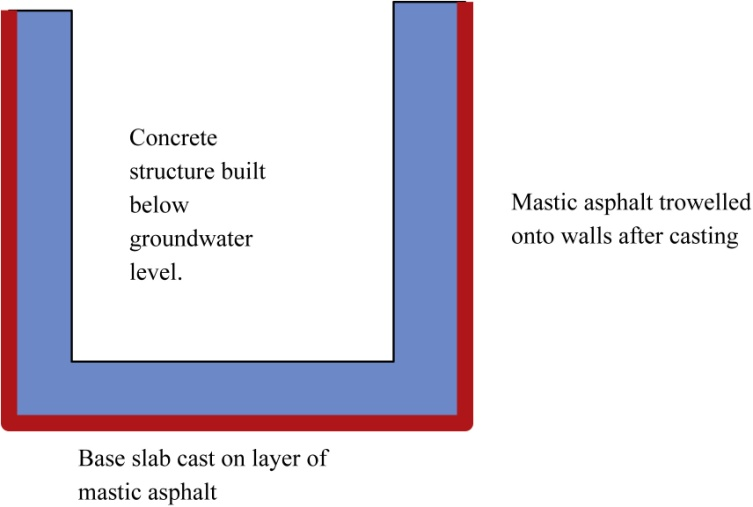 Concrete
structure built
below
groundwater
level.
Mastic asphalt trowelled
onto walls after casting
Base slab cast on layer of
mastic asphalt